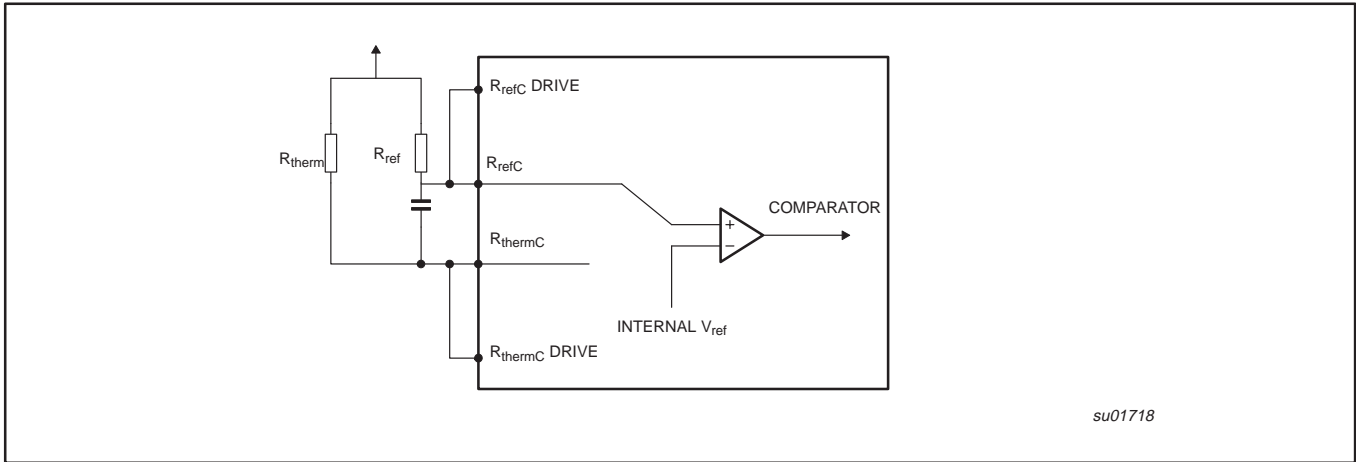 RrefC DRIVE
Rtherm
Rref
RrefC
COMPARATOR
+
−
RthermC
INTERNAL Vref
RthermC DRIVE
su01718